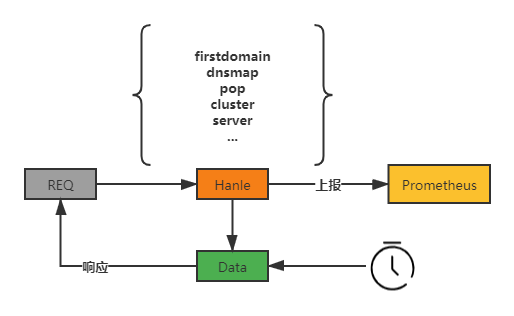 firstdomain
dnsmap
pop
cluster
server
...
REQ
Hanle
上报
Prometheus
响应
Data